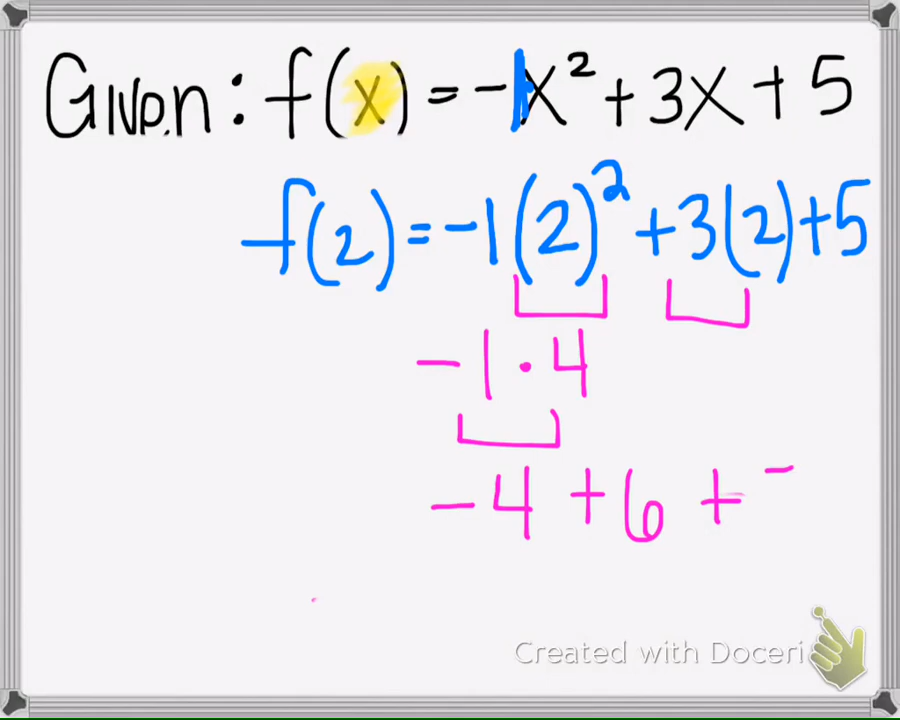 Given: f(x) = -1x² + 3x + 5
f(2) = -1(2)² + 3(2) + 5
-1 · 4
-4 + 6 +
Created with Doceri